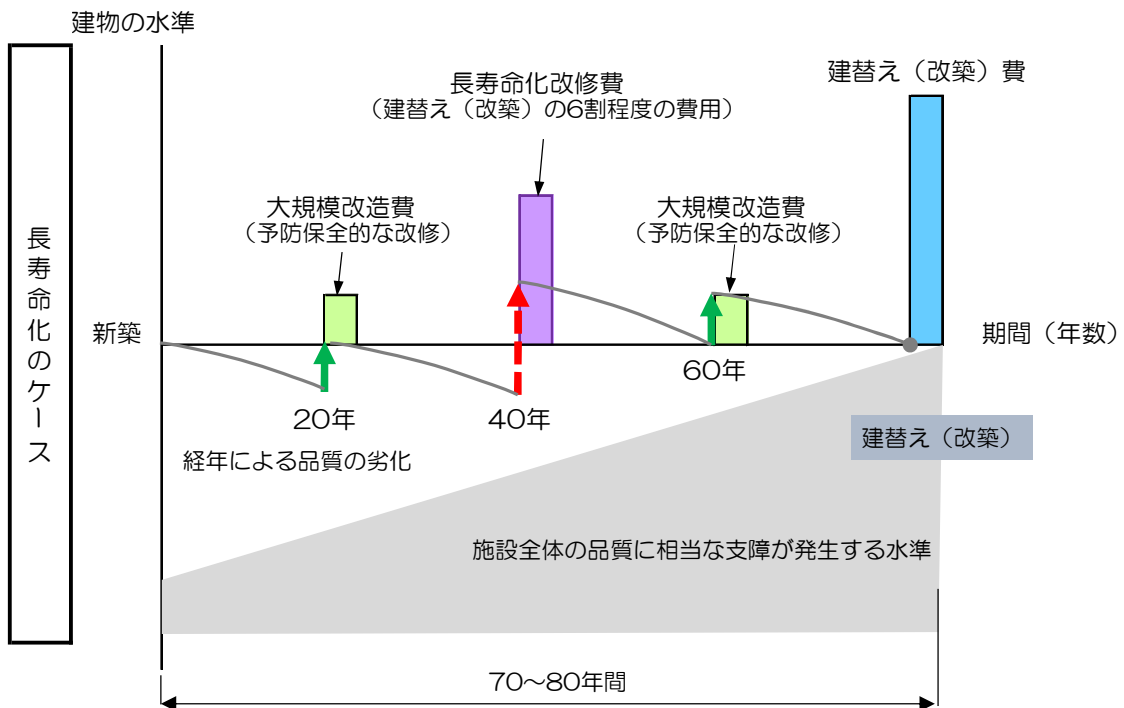 建物の水準
長寿命化のケース
建替え（改築）費
長寿命化改修費
（建替え（改築）の6割程度の費用）
大規模改造費
（予防保全的な改修）
大規模改造費
（予防保全的な改修）
新築
期間（年数）
20年
40年
60年
経年による品質の劣化
建替え（改築）
施設全体の品質に相当な支障が発生する水準
70～80年間